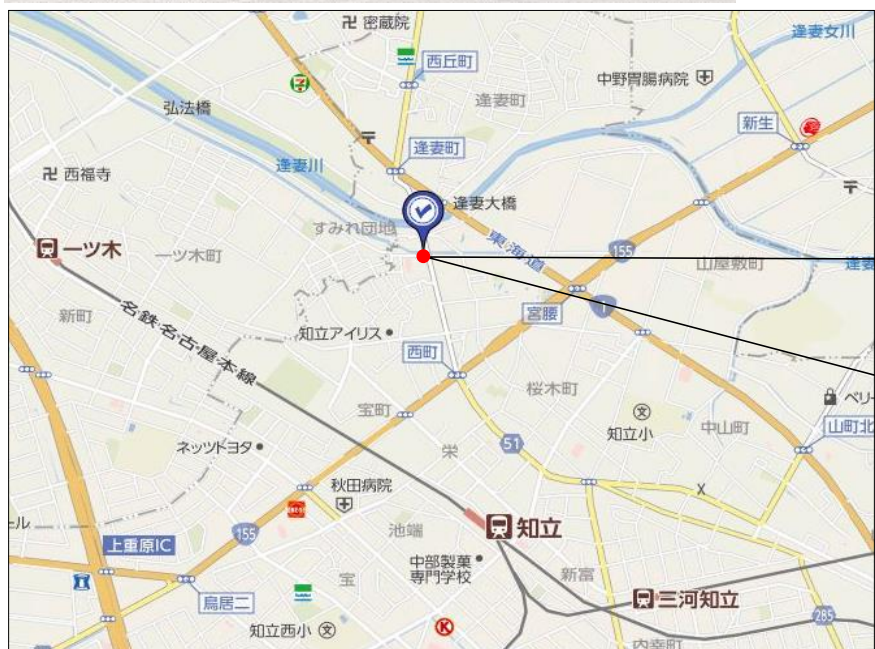 密蔵院
逢妻女川
西丘町
中野胃腸病院
逢妻町
弘法橋
新生
逢妻町
逢妻川
西福寺
逢妻大橋
すみれ団地
東海道
155
一ツ木
一ツ木町
山屋敷町
逢妻
1
宮腰
新町
名鉄名古屋本線
知立アイリス
西町
桜木町
ベリー
宝町
知立小
中山町
山町北
栄
51
ネッツトヨタ
秋田病院
池端
知立
155
上重原IC
中部製菓
専門学校
新富
宝
鳥居二
三河知立
285
知立西小
K
内幸町